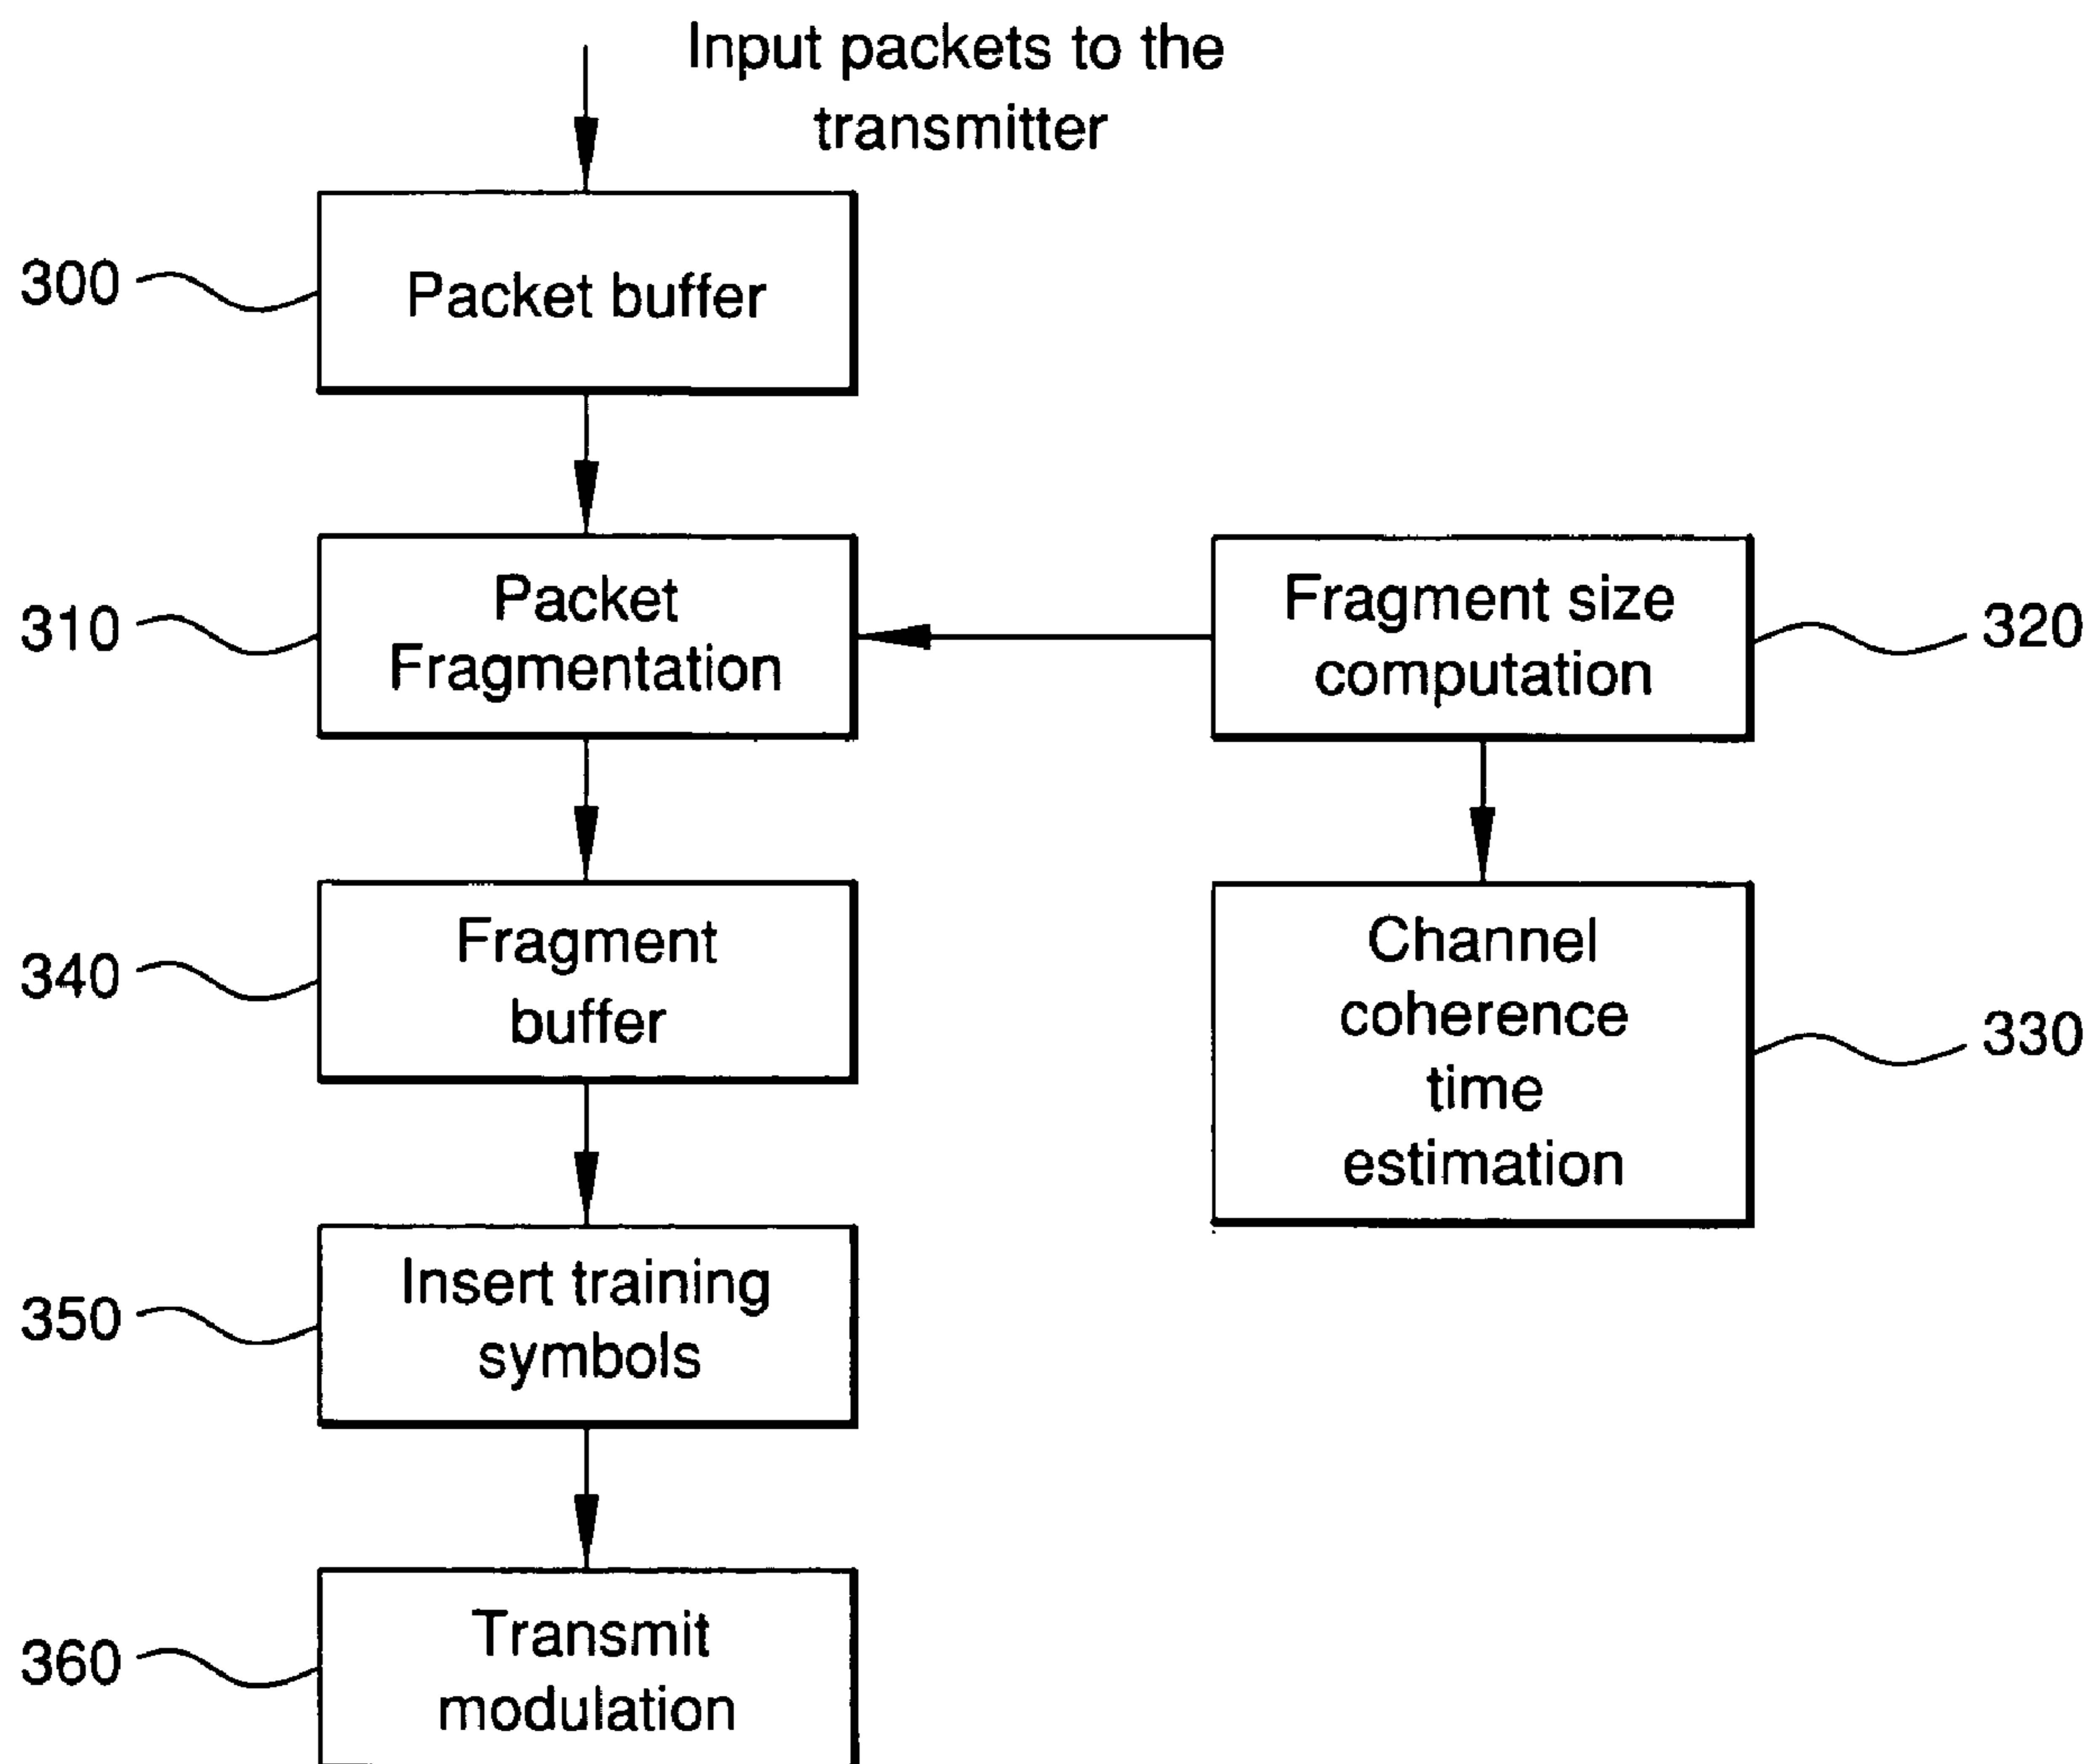 Input packets to the
transmitter
300
Packet buffer
310
Packet
Fragmentation
Fragment size
computation
320
340
Fragment
buffer
Channel
coherence
time
estimation
330
350
Insert training
symbols
360
Transmit
modulation